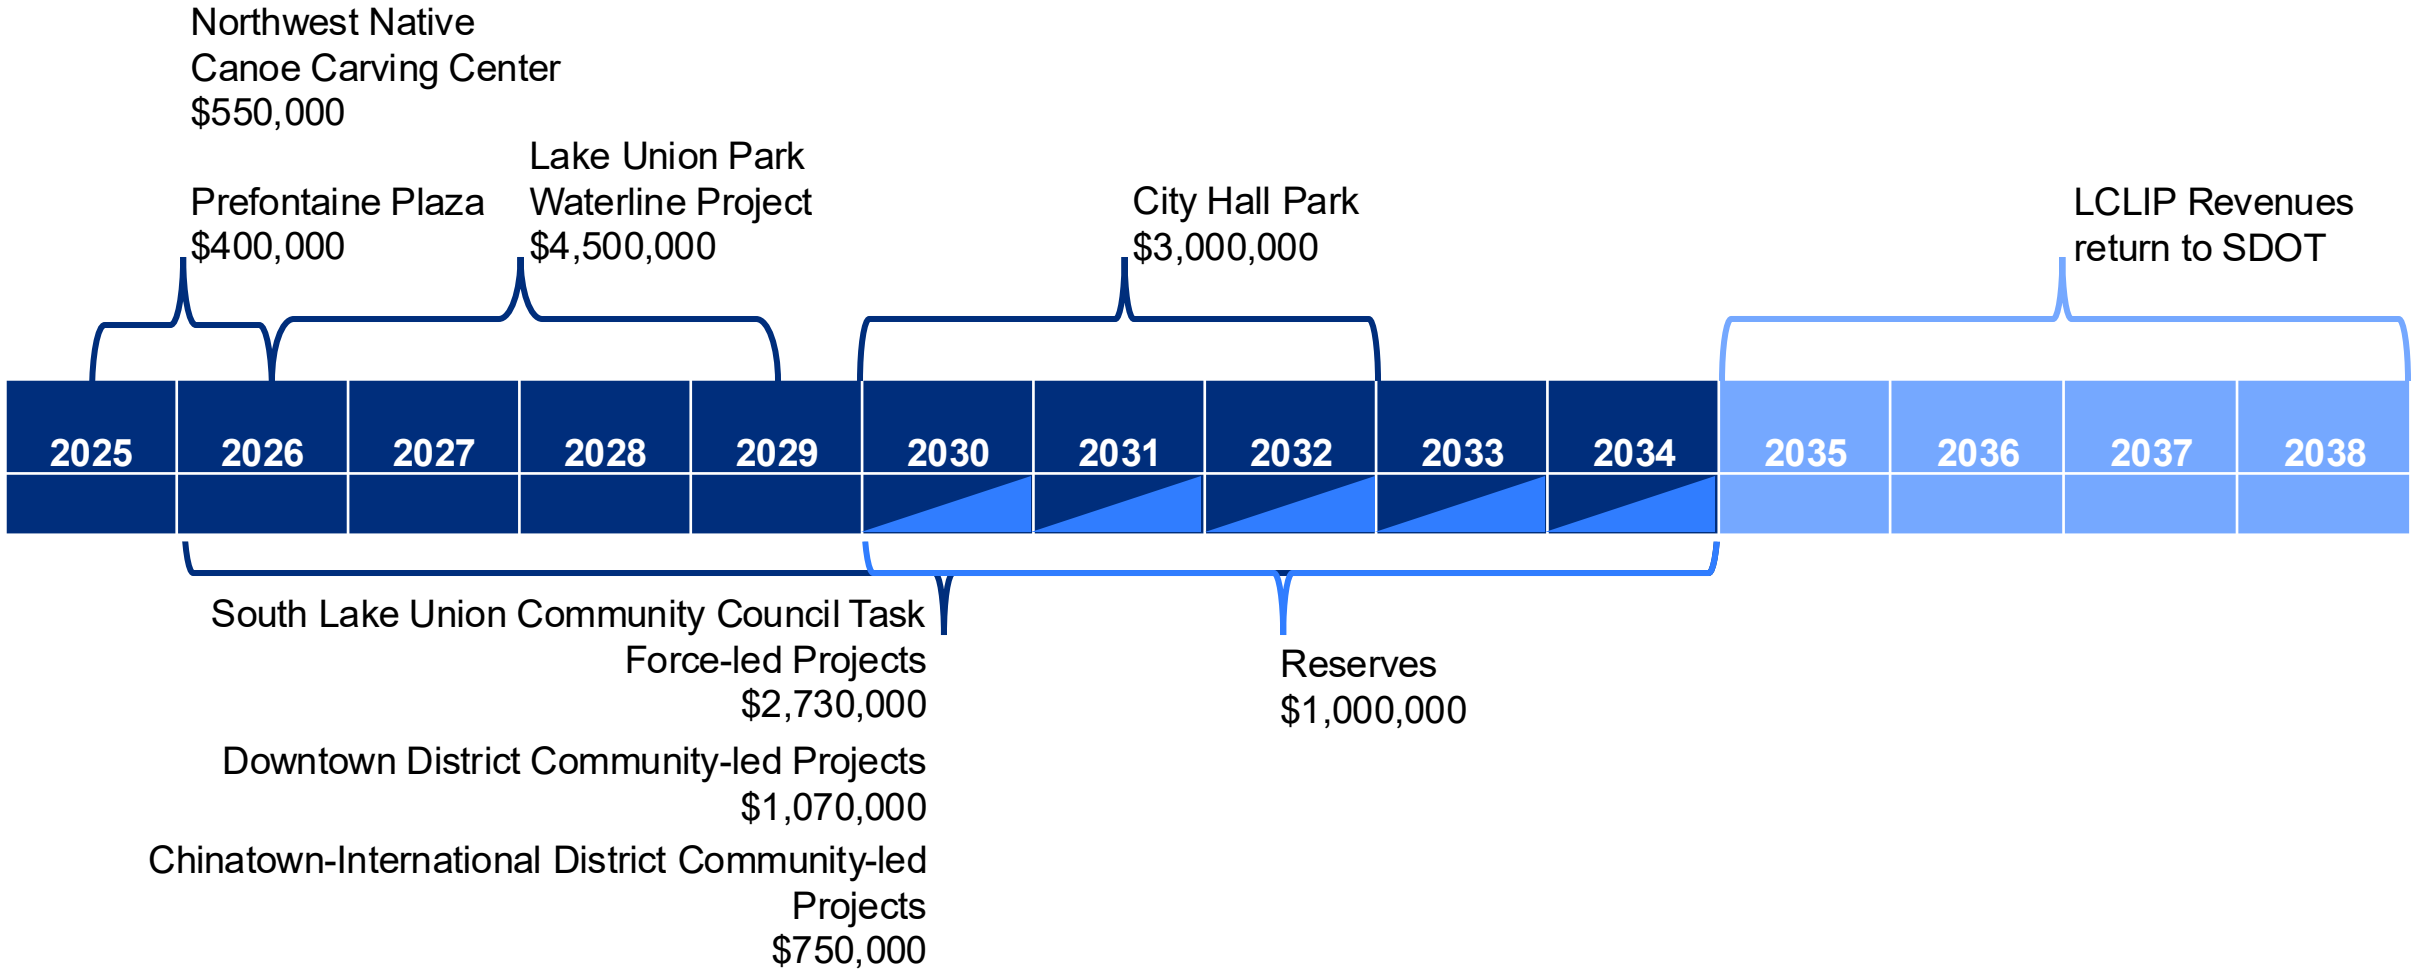 Northwest Native
Canoe Carving Center
$550,000
Prefontaine Plaza
$400,000
Lake Union Park
Waterline Project
$4,500,000
City Hall Park
$3,000,000
LCLIP Revenues
return to SDOT
2025 2026 2027 2028 2029 2030 2031 2032 2033 2034 2035 2036 2037 2038
South Lake Union Community Council Task
Force-led Projects
$2,730,000
Downtown District Community-led Projects
$1,070,000
Chinatown-International District Community-led
Projects
$750,000
Reserves
$1,000,000